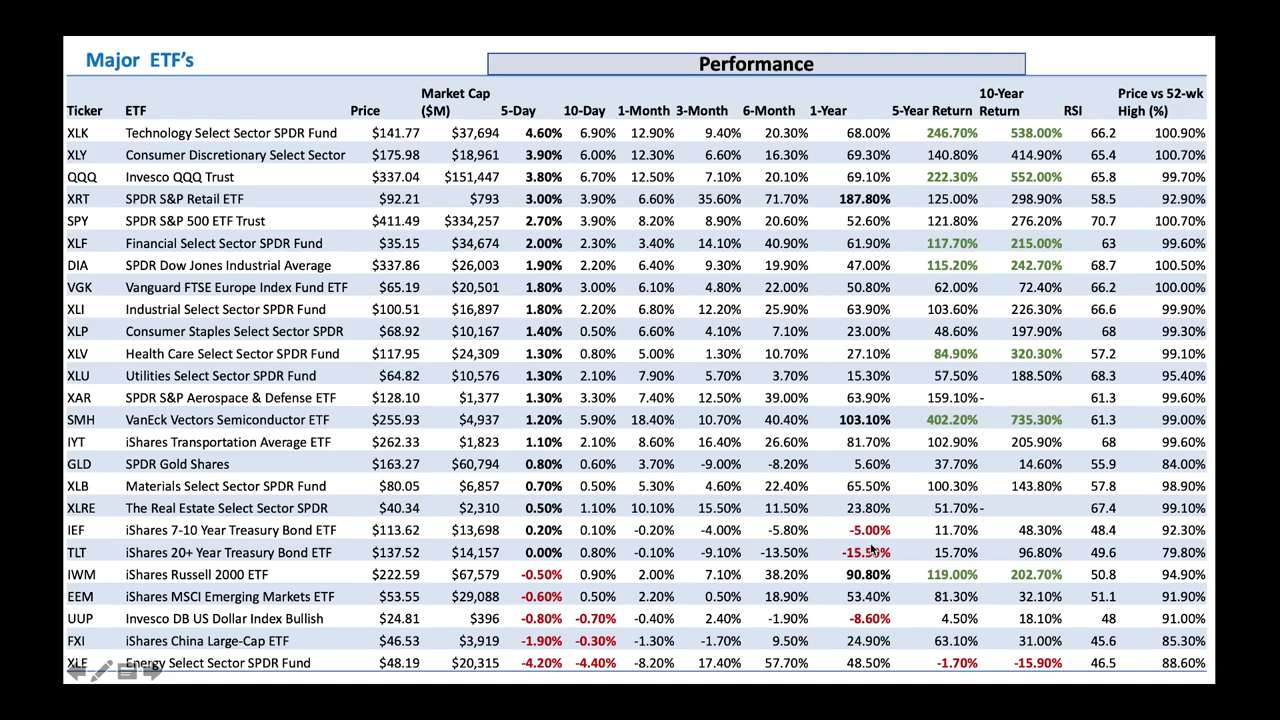 Major ETF's
Performance
Market Cap 10-Year Price vs 52-wk
Ticker ETF Price ($M) 5-Day 10-Day 1-Month 3-Month 6-Month 1-Year 5-Year Return Return RSI High (%)
XLK Technology Select Sector SPDR Fund $141.77 $37,694 4.60% 6.90% 12.90% 9.40% 20.30% 68.00% 246.70% 538.00% 66.2 100.90%
XLY Consumer Discretionary Select Sector $175.98 $18,961 3.90% 6.00% 12.30% 6.60% 16.30% 69.30% 140.80% 414.90% 65.4 100.70%
QQQ Invesco QQQ Trust $337.04 $151,447 3.80% 6.70% 12.50% 7.10% 20.10% 69.10% 222.30% 552.00% 65.8 99.70%
XRT SPDR S&P Retail ETF $92.21 $793 3.00% 3.90% 6.60% 35.60% 71.70% 187.80% 125.00% 298.90% 58.5 92.90%
SPY SPDR S&P 500 ETF Trust $411.49 $334,257 2.70% 3.90% 8.20% 8.90% 20.60% 52.60% 121.80% 276.20% 70.7 100.70%
XLF Financial Select Sector SPDR Fund $35.15 $34,674 2.00% 2.30% 3.40% 14.10% 40.90% 61.90% 117.70% 215.00% 63 99.60%
DIA SPDR Dow Jones Industrial Average $337.86 $26,003 1.90% 2.20% 6.40% 9.30% 19.90% 47.00% 115.20% 242.70% 68.7 100.50%
VGK Vanguard FTSE Europe Index Fund ETF $65.19 $20,501 1.80% 3.00% 6.10% 4.80% 22.00% 50.80% 62.00% 72.40% 66.2 100.00%
XLI Industrial Select Sector SPDR Fund $100.51 $16,897 1.80% 2.20% 6.80% 12.20% 25.90% 63.90% 103.60% 226.30% 66.6 99.90%
XLP Consumer Staples Select Sector SPDR $68.92 $10,167 1.40% 0.50% 6.60% 4.10% 7.10% 23.00% 48.60% 197.90% 68 99.30%
XLV Health Care Select Sector SPDR Fund $117.95 $24,309 1.30% 0.80% 5.00% 1.30% 10.70% 27.10% 84.90% 320.30% 57.2 99.10%
XLU Utilities Select Sector SPDR Fund $64.82 $10,576 1.30% 2.10% 7.90% 5.70% 3.70% 15.30% 57.50% 188.50% 68.3 95.40%
XAR SPDR S&P Aerospace & Defense ETF $128.10 $1,377 1.30% 3.30% 7.40% 12.50% 39.00% 63.90% 159.10% - 61.3 99.60%
SMH VanEck Vectors Semiconductor ETF $255.93 $4,937 1.20% 5.90% 18.40% 10.70% 40.40% 103.10% 402.20% 735.30% 61.3 99.00%
IYT iShares Transportation Average ETF $262.33 $1,823 1.10% 2.10% 8.60% 16.40% 26.60% 81.70% 102.90% 205.90% 68 99.60%
GLD SPDR Gold Shares $163.27 $60,794 0.80% 0.60% 3.70% -9.00% -8.20% 5.60% 37.70% 14.60% 55.9 84.00%
XLB Materials Select Sector SPDR Fund $80.05 $6,857 0.70% 0.50% 5.30% 4.60% 22.40% 65.50% 100.30% 143.80% 57.8 98.90%
XLRE The Real Estate Select Sector SPDR $40.34 $2,310 0.50% 1.10% 10.10% 15.50% 11.50% 23.80% 51.70% - 67.4 99.10%
IEF iShares 7-10 Year Treasury Bond ETF $113.62 $13,698 0.20% 0.10% -0.20% -4.00% -5.80% -5.00% 11.70% 48.30% 48.4 92.30%
TLT iShares 20+ Year Treasury Bond ETF $137.52 $14,157 0.00% 0.80% -0.10% -9.10% -13.50% 15.70% 96.80% 49.6 79.80%
IWM iShares Russell 2000 ETF $222.59 $67,579 -0.50% 0.90% 2.00% 7.10% 38.20% 90.80% 119.00% 202.70% 50.8 94.90%
EEM iShares MSCI Emerging Markets ETF $53.55 $29,088 -0.60% 0.50% 2.20% 0.50% 18.90% 53.40% 81.30% 32.10% 51.1 91.90%
UUP Invesco DB US Dollar Index Bullish $24.81 $396 -0.80% -0.70% -0.40% 2.40% -1.90% -8.60% 4.50% 18.10% 48 91.00%
FXI iShares China Large-Cap ETF $46.53 $3,919 -1.90% -0.30% -1.30% -1.70% 9.50% 24.90% 63.10% 31.00% 45.6 85.30%
XLE Energy Select Sector SPDR Fund $48.19 $20,315 -4.20% -4.40% -8.20% 17.40% 57.70% 48.50% -1.70% -15.90% 46.5 88.60%